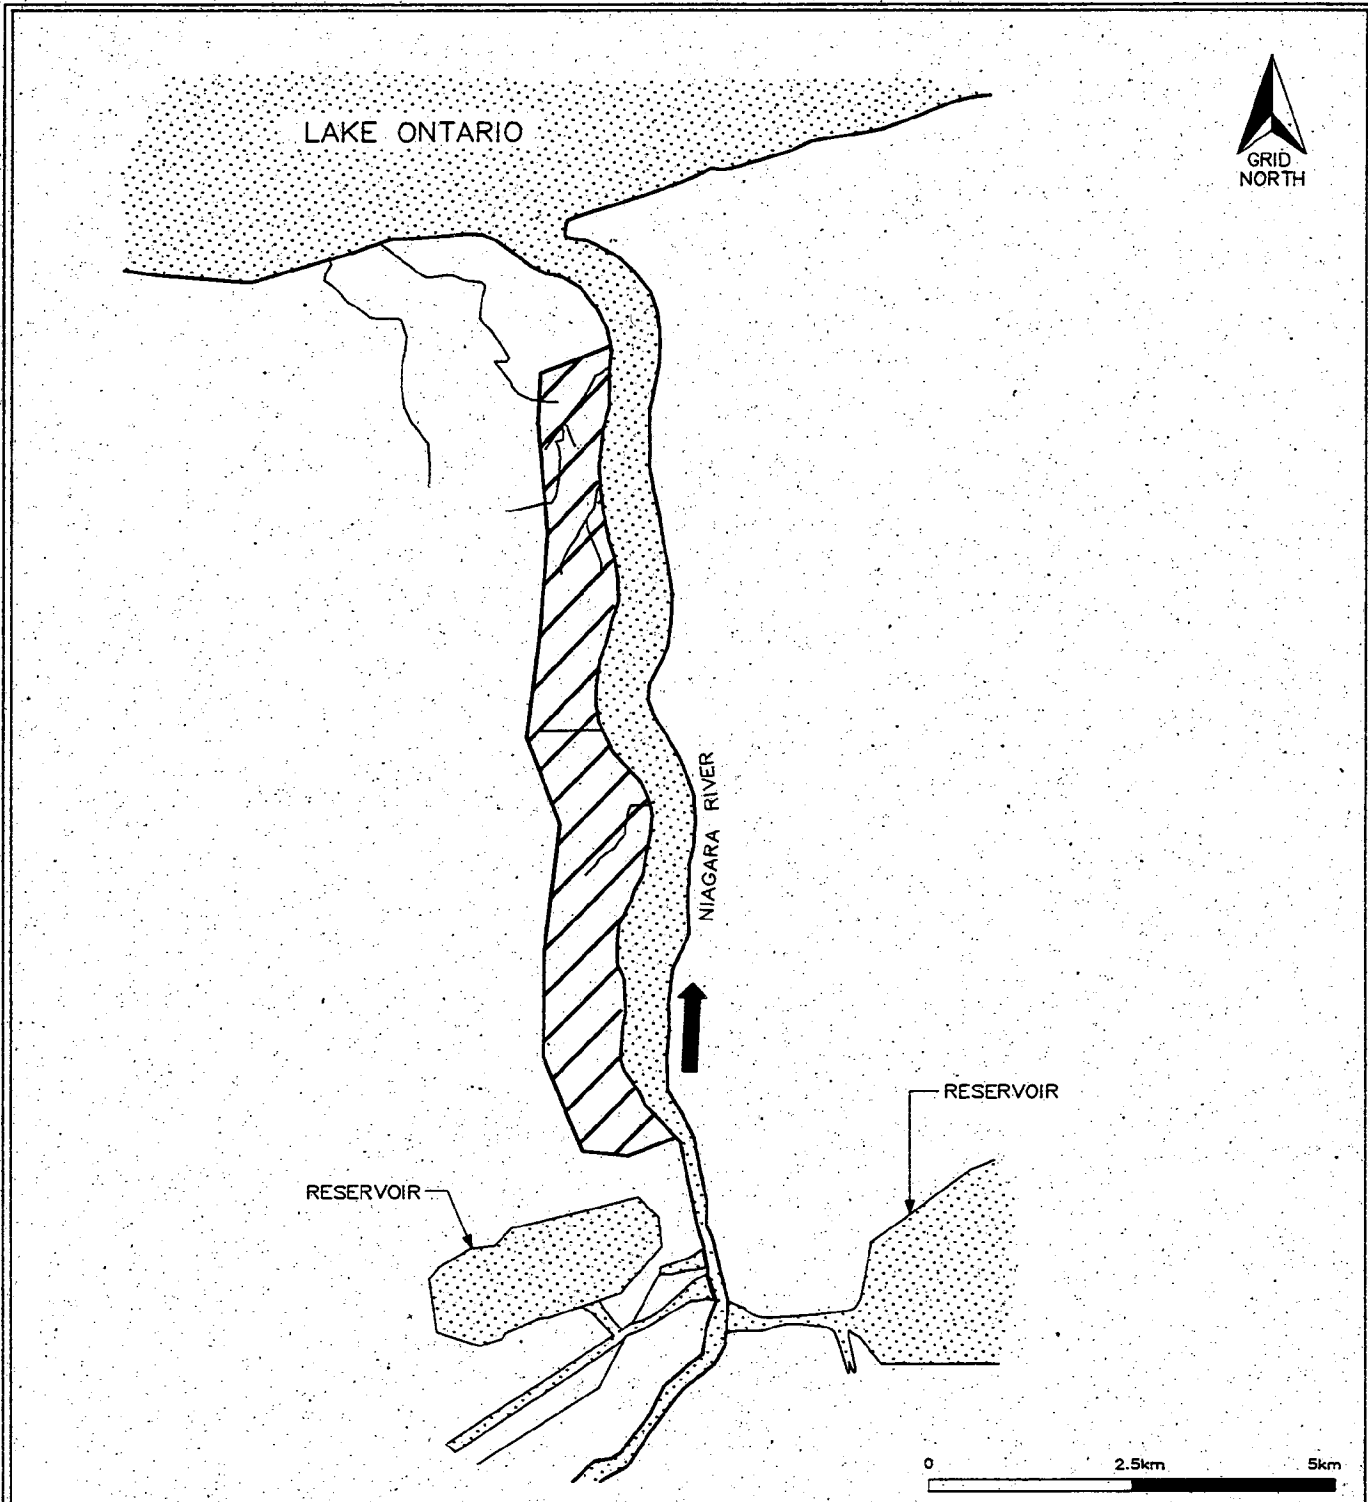 LAKE ONTARIO
GRID
NORTH
NIAGARA RIVER
RESERVOIR
RESERVOIR
0 2.5km 5km